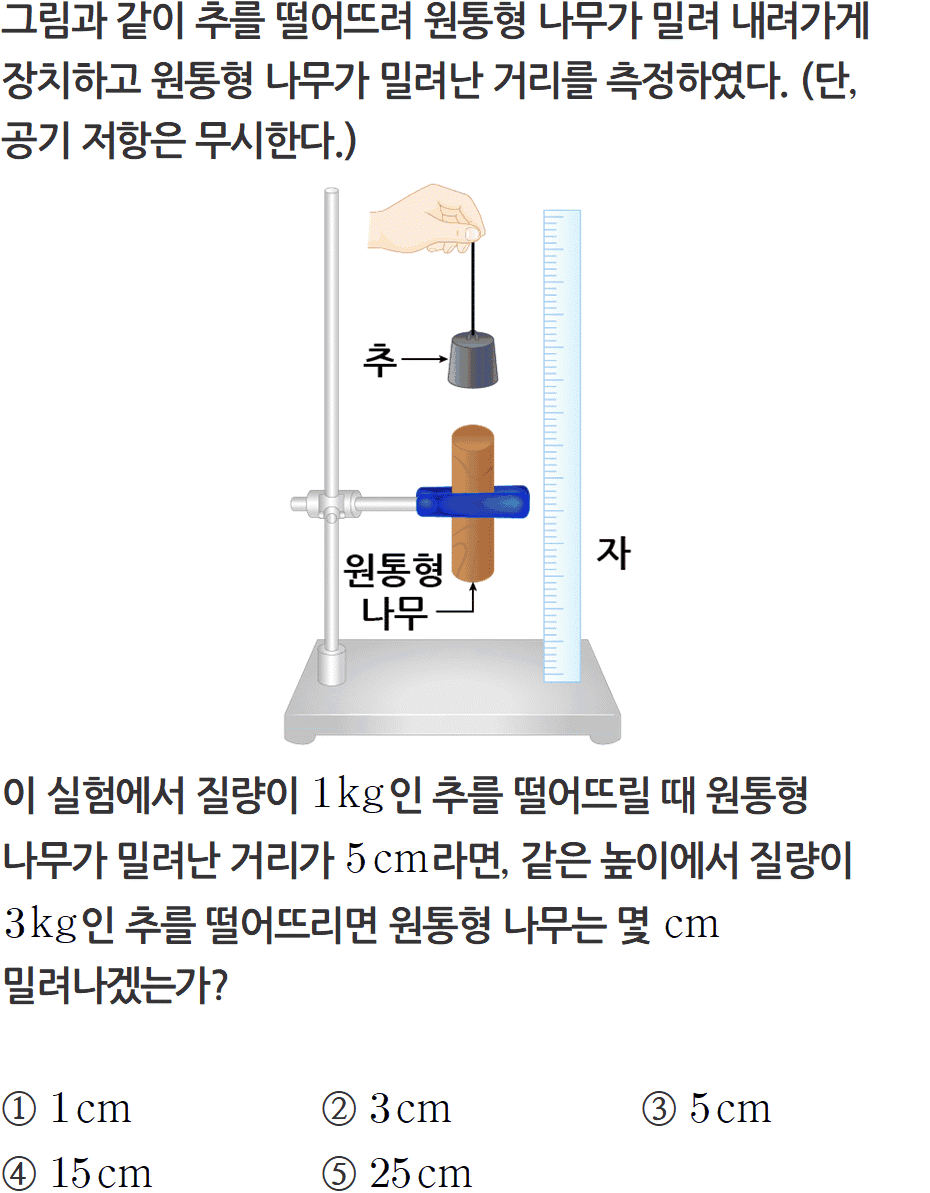 그림과 같이 추를 떨어뜨려 원통형 나무가 밀려 내려가게
장치하고 원통형 나무가 밀려난 거리를 측정하였다. (단,
공기 저항은 무시한다.)
추
자
원통형
나무
이 실험에서 질량이 1kg인 추를 떨어뜨릴 때 원통형
나무가 밀려난 거리가 5cm라면, 같은 높이에서 질량이
3kg인 추를 떨어뜨리면 원통형 나무는 몇 cm
밀려나겠는가?
① 1cm ② 3cm ③ 5cm
④ 15cm ⑤ 25cm